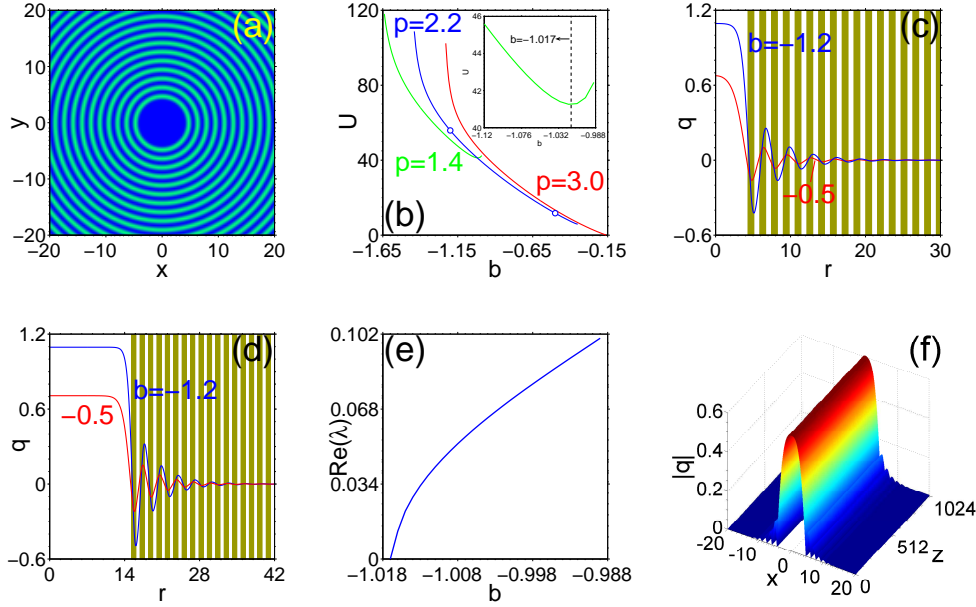 (a)
y
20
10
0
−10
−20
−20 −10 0 10 20
x
(b)
U
120
80
40
0
−1.65 −1.15 −0.65 −0.15
b
p=2.2
p=1.4
p=3.0
46
44
42
40
U
−1.12 −1.076 −1.032 −0.988
b
b=−1.017
(c)
q
1.2
0.6
0
−0.6
0 10 20 30
r
b=−1.2
−0.5
(d)
q
1.2
0.6
0
−0.6
0 14 28 42
r
b=−1.2
−0.5
(e)
Re(λ)
0.102
0.068
0.034
0
−1.018 −1.008 −0.998 −0.988
b
(f)
|q|
0.6
0.4
0.2
0
−20 −10 0 10 20
x
0 512 1024
z